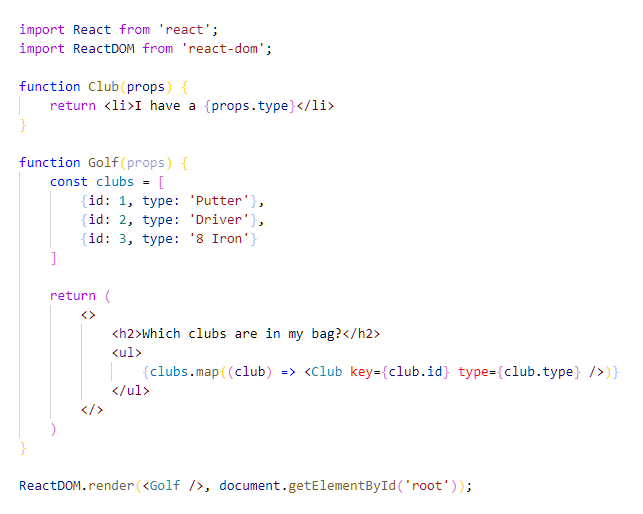 import React from 'react';
import ReactDOM from 'react-dom';
function Club(props) {
return <li>I have a {props.type}</li>
}
function Golf(props) {
const clubs = [
{id: 1, type: 'Putter'},
{id: 2, type: 'Driver'},
{id: 3, type: '8 Iron'}
]
return (
<>
<h2>Which clubs are in my bag?</h2>
<ul>
{clubs.map((club) => <Club key={club.id} type={club.type} />)}
</ul>
</>
)
}
ReactDOM.render(<Golf />, document.getElementById('root'));